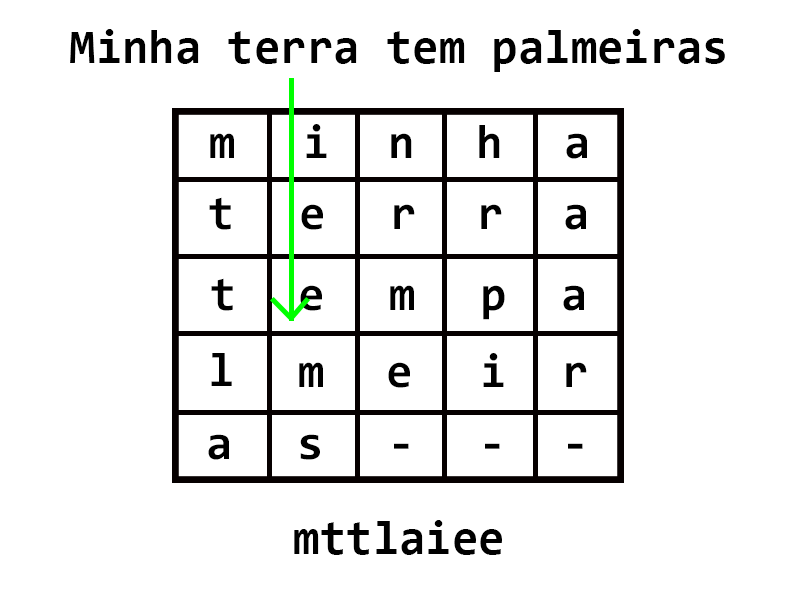 Minha terra tem palmeiras
m i n h a
t e r r a
t e m p a
l m e i r
a s - - -
mttlaiee